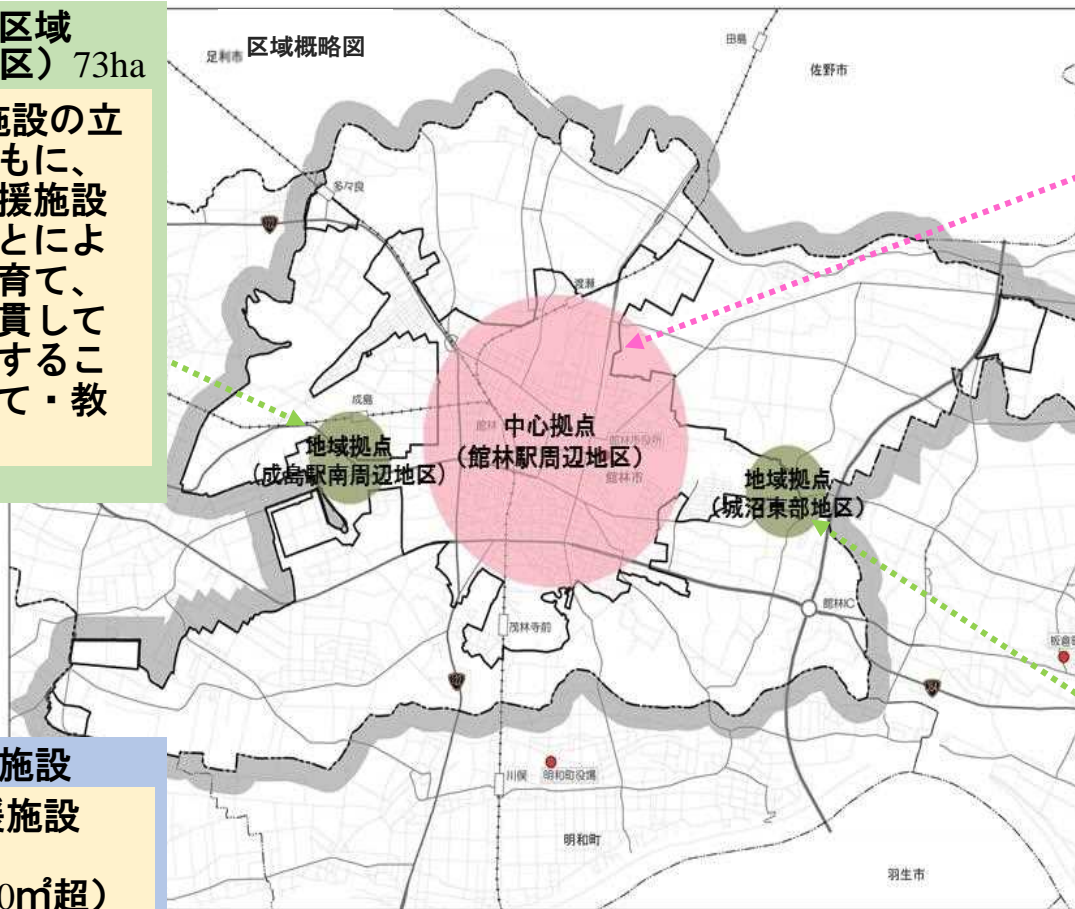 区域
区）73ha
施設の立
もに、
援施設
とによ
育て、
貫して
するこ
て・教
施設
援施設
0㎡超）
区域概略図
足利市
田島
佐野市
多々良
122
渡瀬
成島
館林
中心拠点
（館林駅周辺地区）
館林市役所
館林市
地域拠点
（成島駅南周辺地区）
地域拠点
（城沼東部地区）
館林IC
茂林寺前
122
354
川俣
明和町役場
明和町
羽生市